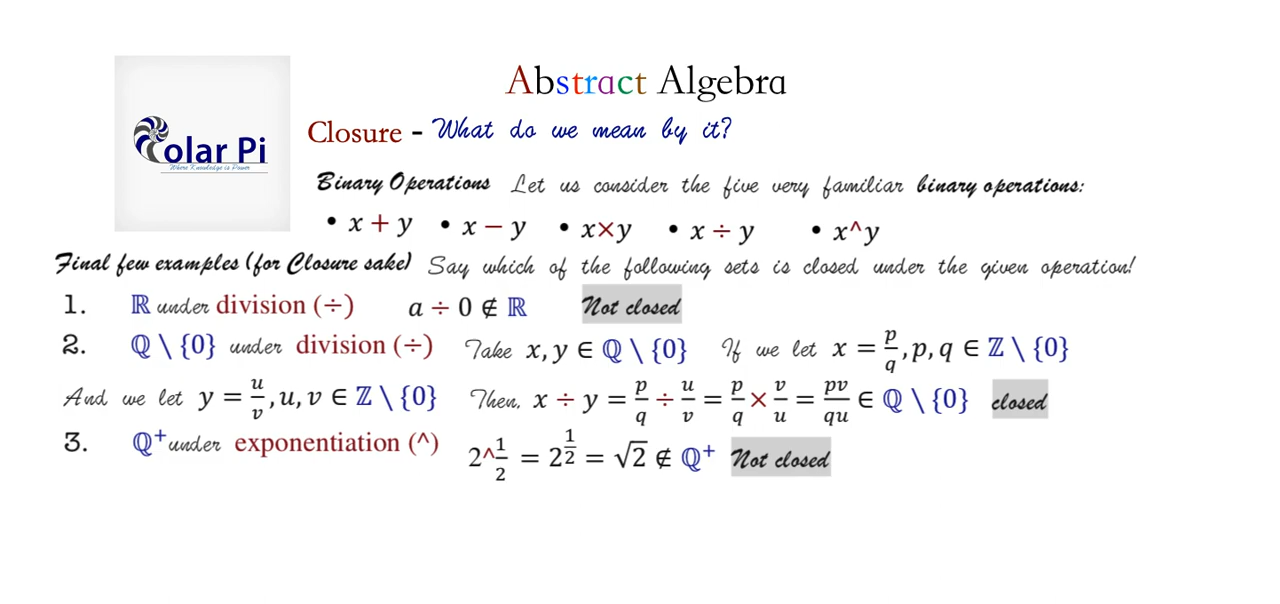 Abstract Algebra
olar Pi
Where Knowledge is Power
Closure - What do we mean by it?
Binary Operations Let us consider the five very familiar binary operations:
• x + y • x − y • x×y • x ÷ y • x^y
Final few examples (for Closure sake) Say which of the following sets is closed under the given operation!
1. ℝ under division (÷) a ÷ 0 ∉ ℝ Not closed
2. ℚ \ {0} under division (÷) Take x, y ∈ ℚ \ {0} If we let x = p/q, p, q ∈ ℤ \ {0}
And we let y = u/v, u, v ∈ ℤ \ {0} Then, x ÷ y = p/q ÷ u/v = p/q × v/u = pv/qu ∈ ℚ \ {0} closed
3. ℚ⁺ under exponentiation (^) 2^1/2 = 2^(1/2) = √2 ∉ ℚ⁺ Not closed